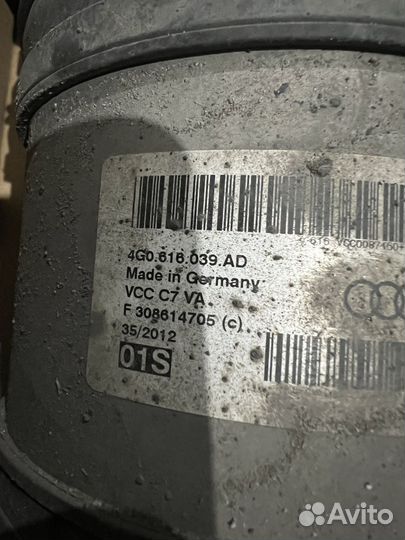 4G0.616.039.AD
Made in Germany
VCC C7 VA
F 308614705 (c)
35/2012
01S
Avito